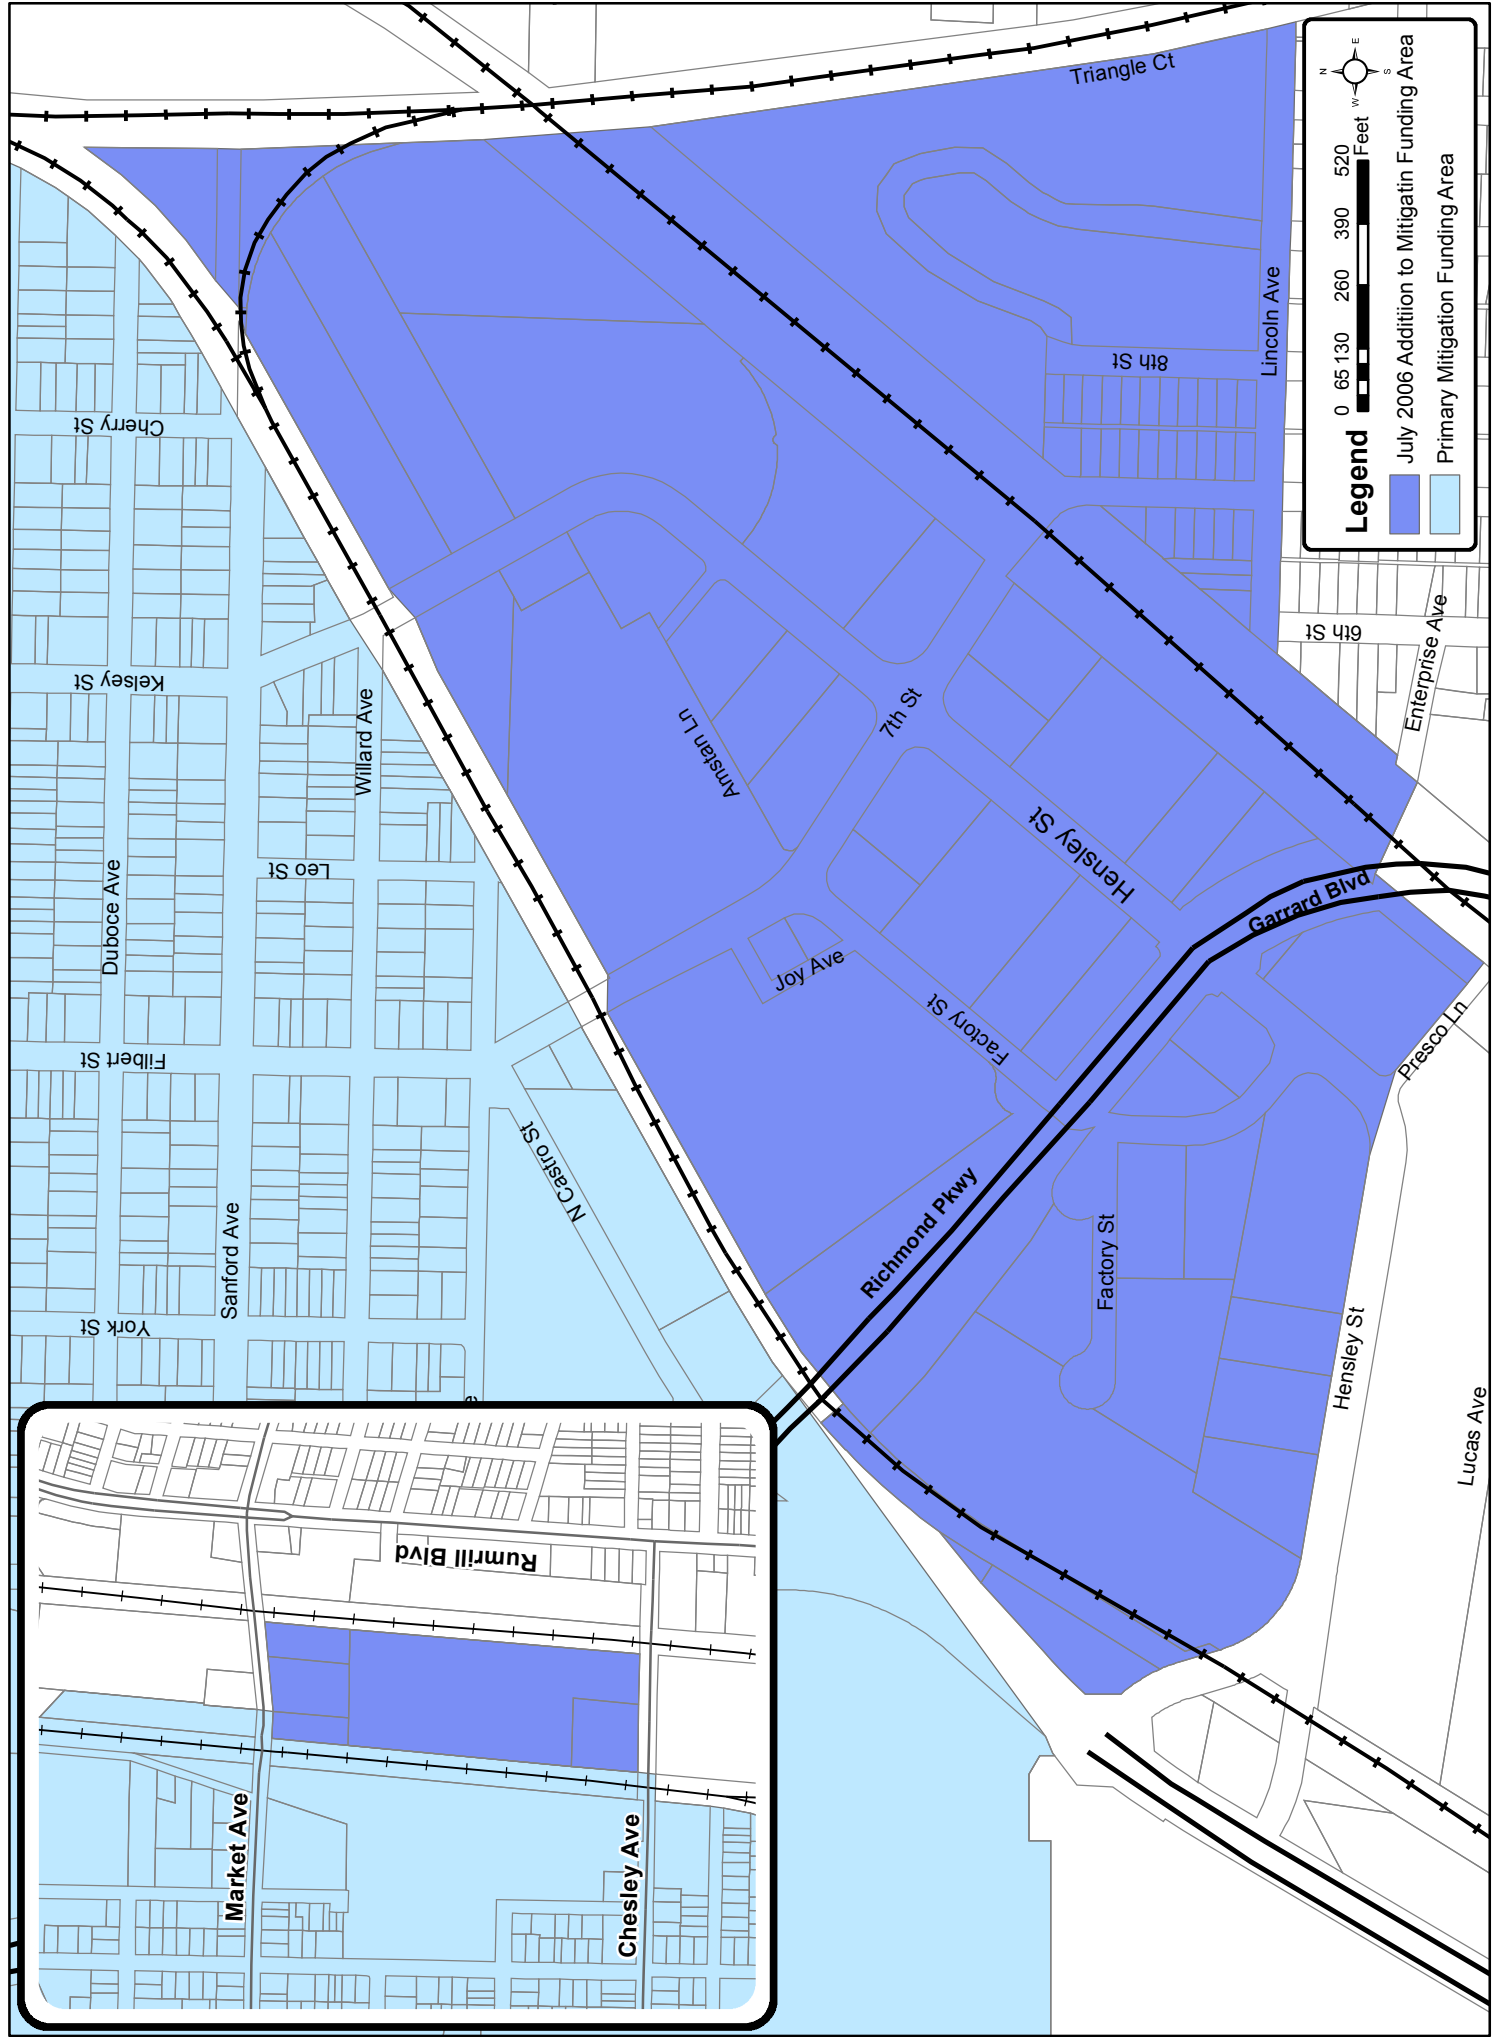 Triangle Ct
Cherry St
Lincoln Ave
8th St
Kelsey St
Willard Ave
Amstan Ln
7th St
6th St
Enterprise Ave
Duboce Ave
Leo St
Hensley St
Garrard Blvd
Joy Ave
Factory St
Filbert St
Presco Ln
N Castro St
Sanford Ave
Richmond Pkwy
Factory St
York St
Hensley St
Lucas Ave
Rumrill Blvd
Market Ave
Chesley Ave
Legend
0 65 130 260 390 520
Feet
N
E
S
W
July 2006 Additiion to Mitigatin Funding Area
Primary Mitigation Funding Area